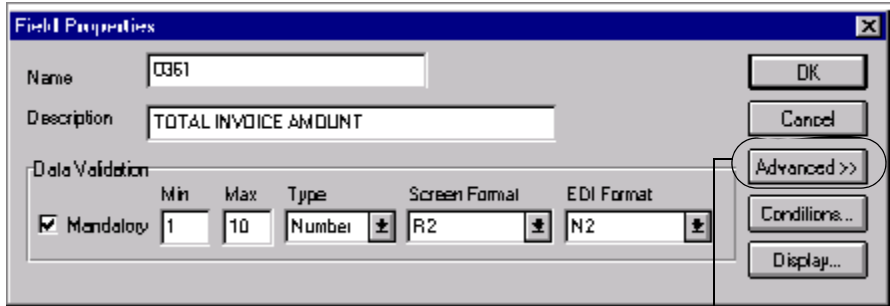 Field Properties
Name
0361
OK
Description
TOTAL INVOICE AMOUNT
Cancel
Data Validation
Advanced >>
Min Max Type Screen Format EDI Format
Mandatory 1 10 Number R2 N2
Conditions...
Display...